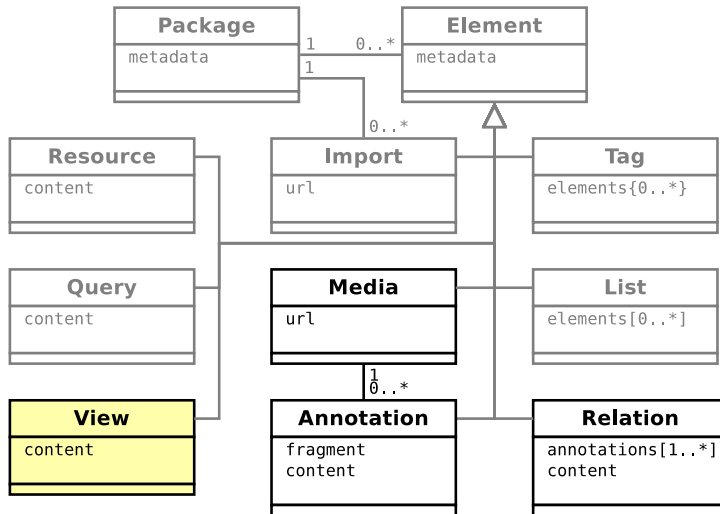 Package
metadata
Element
metadata
1
0..*
1
0..*
Resource
content
Import
url
Tag
elements{0..*}
Query
content
Media
url
List
elements[0..*]
1
0..*
View
content
Annotation
fragment
content
Relation
annotations[1..*]
content